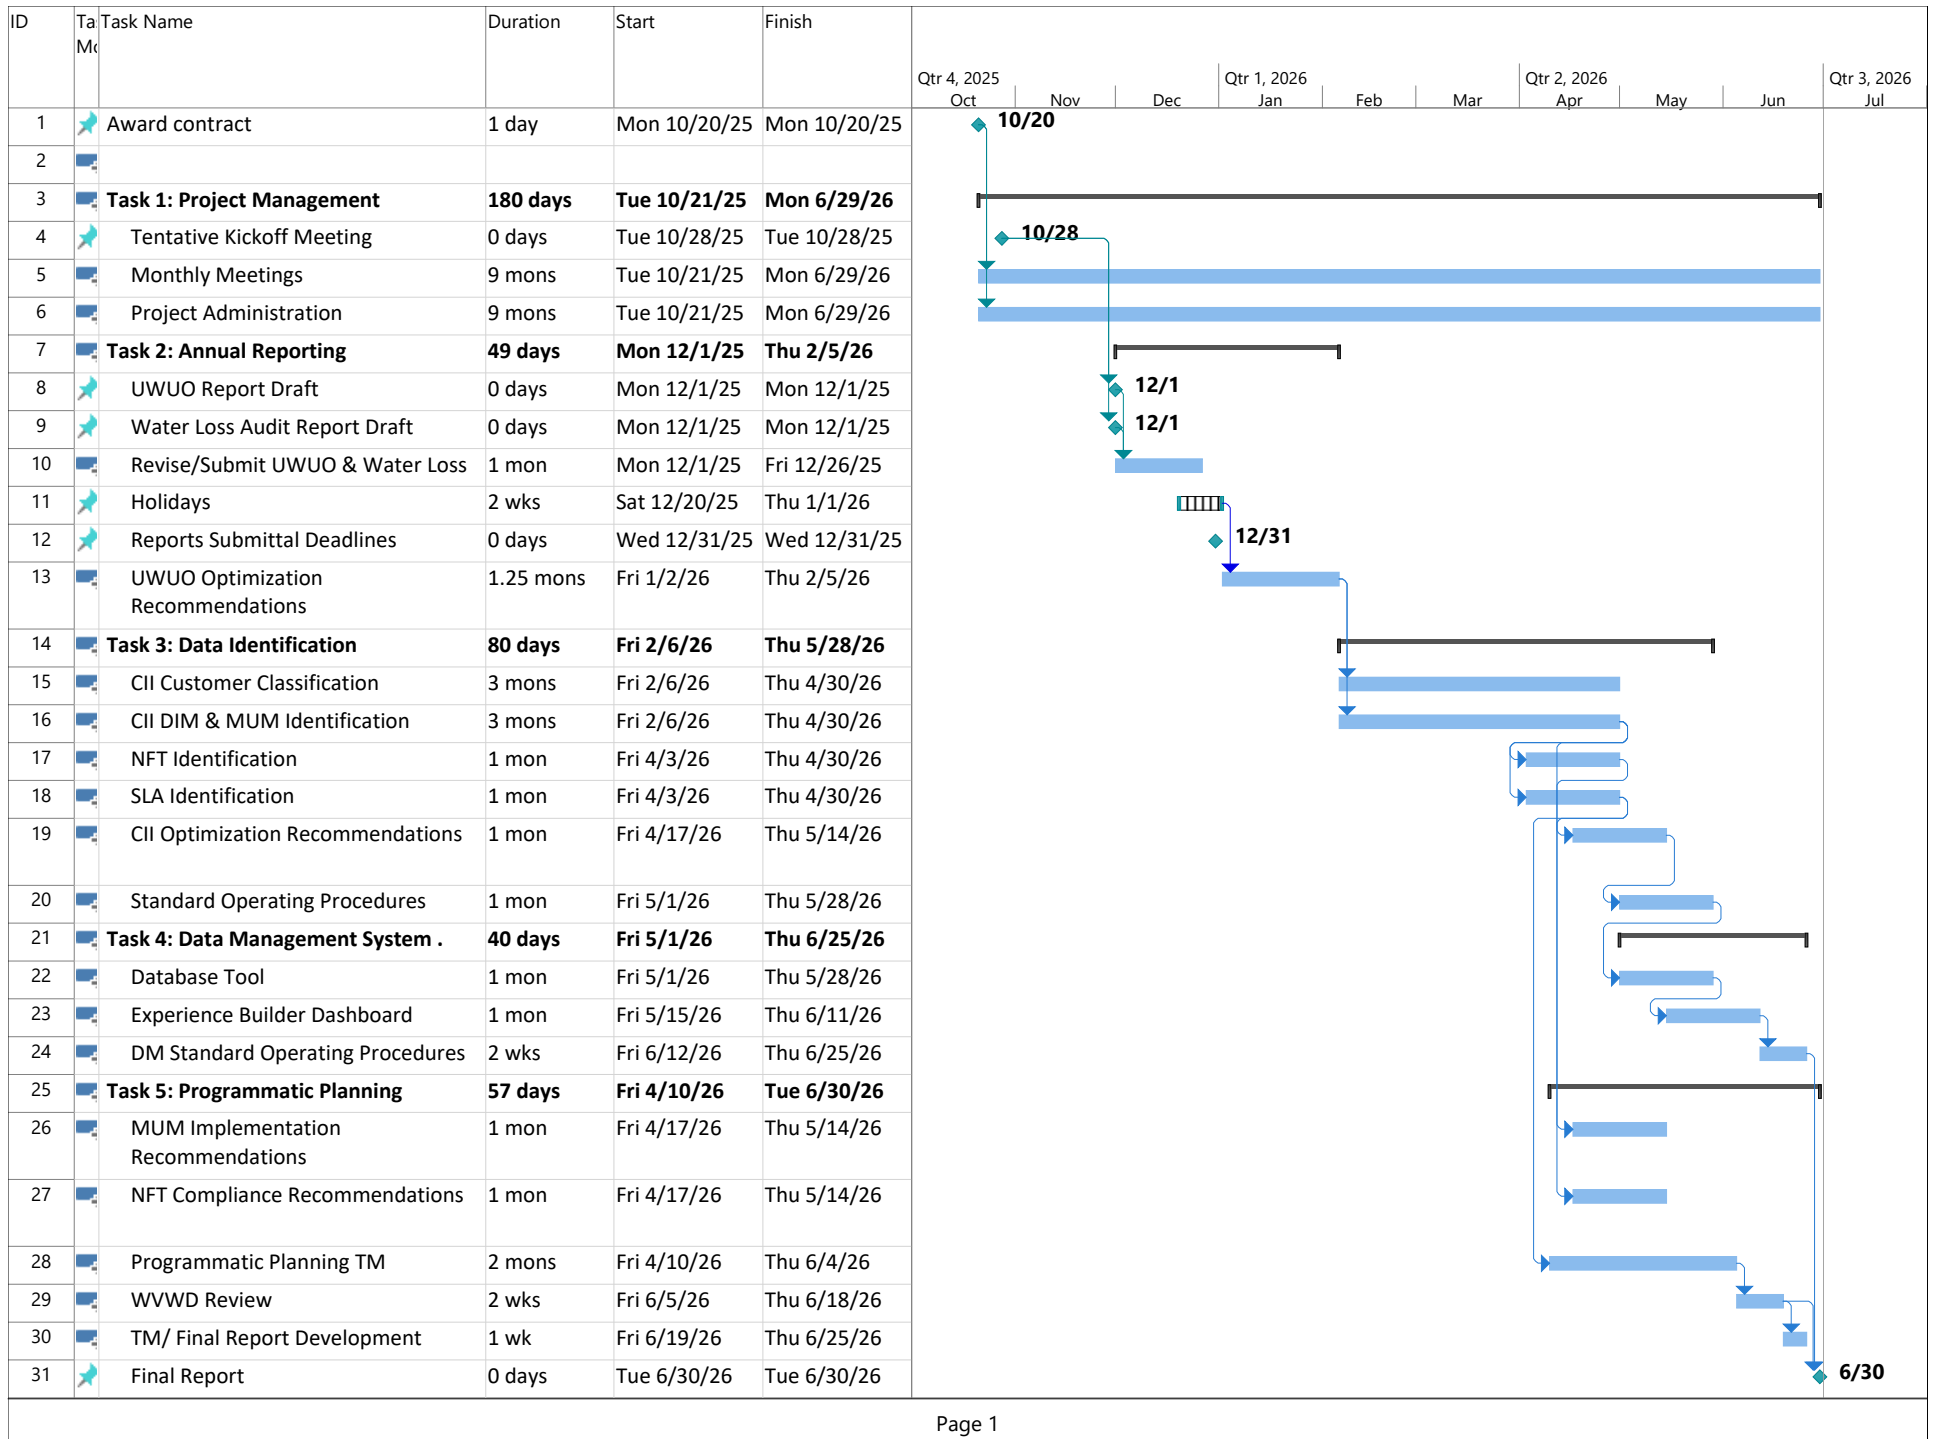 ID Ta Task Name Duration Start Finish
Mo
Qtr 4, 2025 Qtr 1, 2026 Qtr 2, 2026 Qtr 3, 2026
Oct Nov Dec Jan Feb Mar Apr May Jun Jul
1 Award contract 1 day Mon 10/20/25 Mon 10/20/25 10/20
2
3 Task 1: Project Management 180 days Tue 10/21/25 Mon 6/29/26
4 Tentative Kickoff Meeting 0 days Tue 10/28/25 Tue 10/28/25 10/28
5 Monthly Meetings 9 mons Tue 10/21/25 Mon 6/29/26
6 Project Administration 9 mons Tue 10/21/25 Mon 6/29/26
7 Task 2: Annual Reporting 49 days Mon 12/1/25 Thu 2/5/26
8 UWUO Report Draft 0 days Mon 12/1/25 Mon 12/1/25 12/1
9 Water Loss Audit Report Draft 0 days Mon 12/1/25 Mon 12/1/25 12/1
10 Revise/Submit UWUO & Water Loss 1 mon Mon 12/1/25 Fri 12/26/25
11 Holidays 2 wks Sat 12/20/25 Thu 1/1/26
12 Reports Submittal Deadlines 0 days Wed 12/31/25 Wed 12/31/25 12/31
13 UWUO Optimization 1.25 mons Fri 1/2/26 Thu 2/5/26
Recommendations
14 Task 3: Data Identification 80 days Fri 2/6/26 Thu 5/28/26
15 CII Customer Classification 3 mons Fri 2/6/26 Thu 4/30/26
16 CII DIM & MUM Identification 3 mons Fri 2/6/26 Thu 4/30/26
17 NFT Identification 1 mon Fri 4/3/26 Thu 4/30/26
18 SLA Identification 1 mon Fri 4/3/26 Thu 4/30/26
19 CII Optimization Recommendations 1 mon Fri 4/17/26 Thu 5/14/26
20 Standard Operating Procedures 1 mon Fri 5/1/26 Thu 5/28/26
21 Task 4: Data Management System . 40 days Fri 5/1/26 Thu 6/25/26
22 Database Tool 1 mon Fri 5/1/26 Thu 5/28/26
23 Experience Builder Dashboard 1 mon Fri 5/15/26 Thu 6/11/26
24 DM Standard Operating Procedures 2 wks Fri 6/12/26 Thu 6/25/26
25 Task 5: Programmatic Planning 57 days Fri 4/10/26 Tue 6/30/26
26 MUM Implementation 1 mon Fri 4/17/26 Thu 5/14/26
Recommendations
27 NFT Compliance Recommendations 1 mon Fri 4/17/26 Thu 5/14/26
28 Programmatic Planning TM 2 mons Fri 4/10/26 Thu 6/4/26
29 WVWD Review 2 wks Fri 6/5/26 Thu 6/18/26
30 TM/ Final Report Development 1 wk Fri 6/19/26 Thu 6/25/26
31 Final Report 0 days Tue 6/30/26 Tue 6/30/26 6/30
Page 1